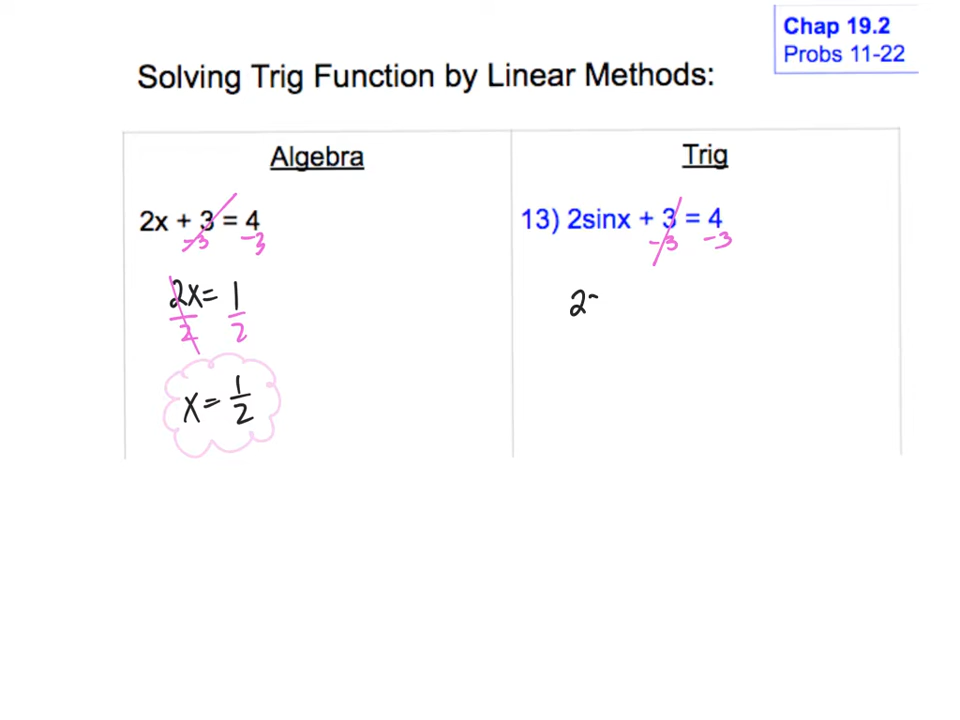 Chap 19.2
Probs 11-22
Solving Trig Function by Linear Methods:
Algebra
2x + 3 = 4
-3 -3
2x = 1
2 2
x = 1/2
Trig
13) 2sinx + 3 = 4
-3 -3
2